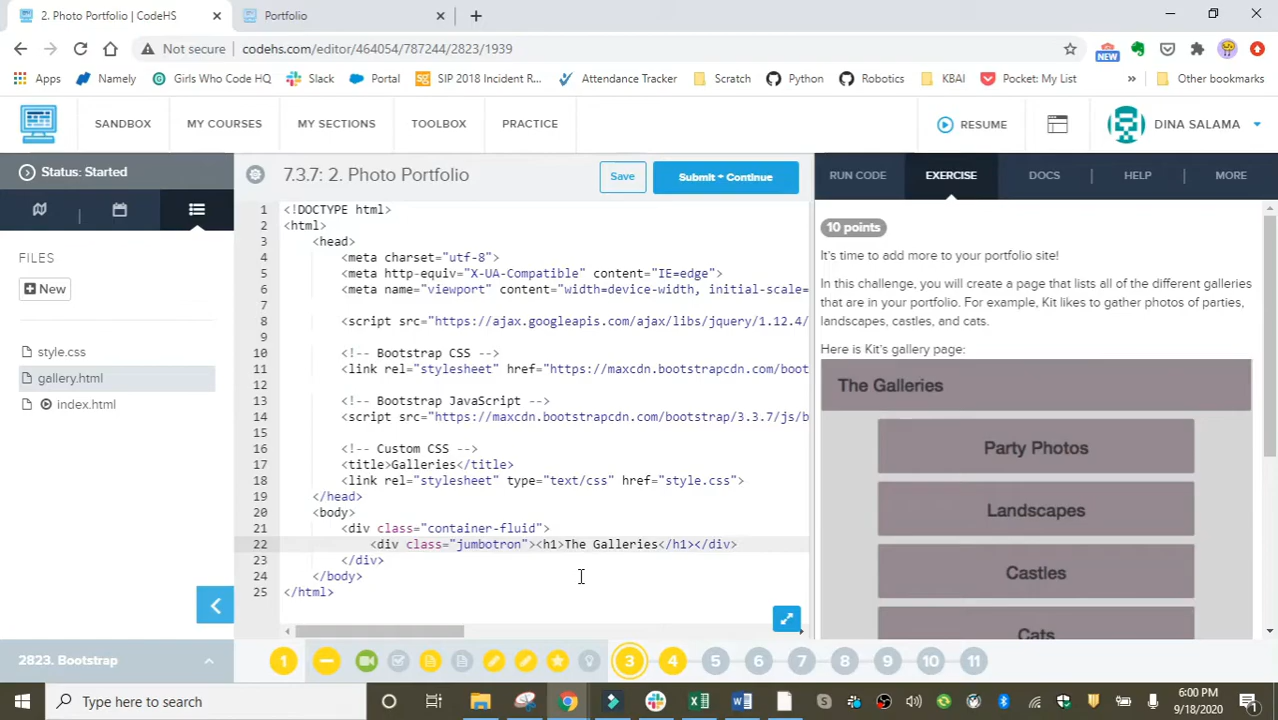 2. Photo Portfolio | CodeHS
Portfolio
Not secure | codehs.com/editor/464054/787244/2823/1939
NEW
Apps
Namely
Girls Who Code HQ
Slack
Portal
SIP 2018 Incident R...
Attendance Tracker
Scratch
Python
Robotics
KBAI
Pocket: My List
»
Other bookmarks
SANDBOX
MY COURSES
MY SECTIONS
TOOLBOX
PRACTICE
RESUME
DINA SALAMA
Status: Started
7.3.7: 2. Photo Portfolio
Save
Submit + Continue
RUN CODE
EXERCISE
DOCS
HELP
MORE
FILES
New
style.css
gallery.html
index.html
1 <!DOCTYPE html>
2 <html>
3 <head>
4 <meta charset="utf-8">
5 <meta http-equiv="X-UA-Compatible" content="IE=edge">
6 <meta name="viewport" content="width=device-width, initial-scale=
7
8 <script src="https://ajax.googleapis.com/ajax/libs/jquery/1.12.4/
9
10 <!-- Bootstrap CSS -->
11 <link rel="stylesheet" href="https://maxcdn.bootstrapcdn.com/boot
12
13 <!-- Bootstrap JavaScript -->
14 <script src="https://maxcdn.bootstrapcdn.com/bootstrap/3.3.7/js/b
15
16 <!-- Custom CSS -->
17 <title>Galleries</title>
18 <link rel="stylesheet" type="text/css" href="style.css">
19 </head>
20 <body>
21 <div class="container-fluid">
22 <div class="jumbotron"><h1>The Galleries</h1></div>
23 </div>
24 </body>
25 </html>
10 points
It's time to add more to your portfolio site!
In this challenge, you will create a page that lists all of the different galleries
that are in your portfolio. For example, Kit likes to gather photos of parties,
landscapes, castles, and cats.
Here is Kit's gallery page:
The Galleries
Party Photos
Landscapes
Castles
Cats
2823. Bootstrap
1
3
4
5
6
7
8
9
10
11
Type here to search
6:00 PM
9/18/2020
1